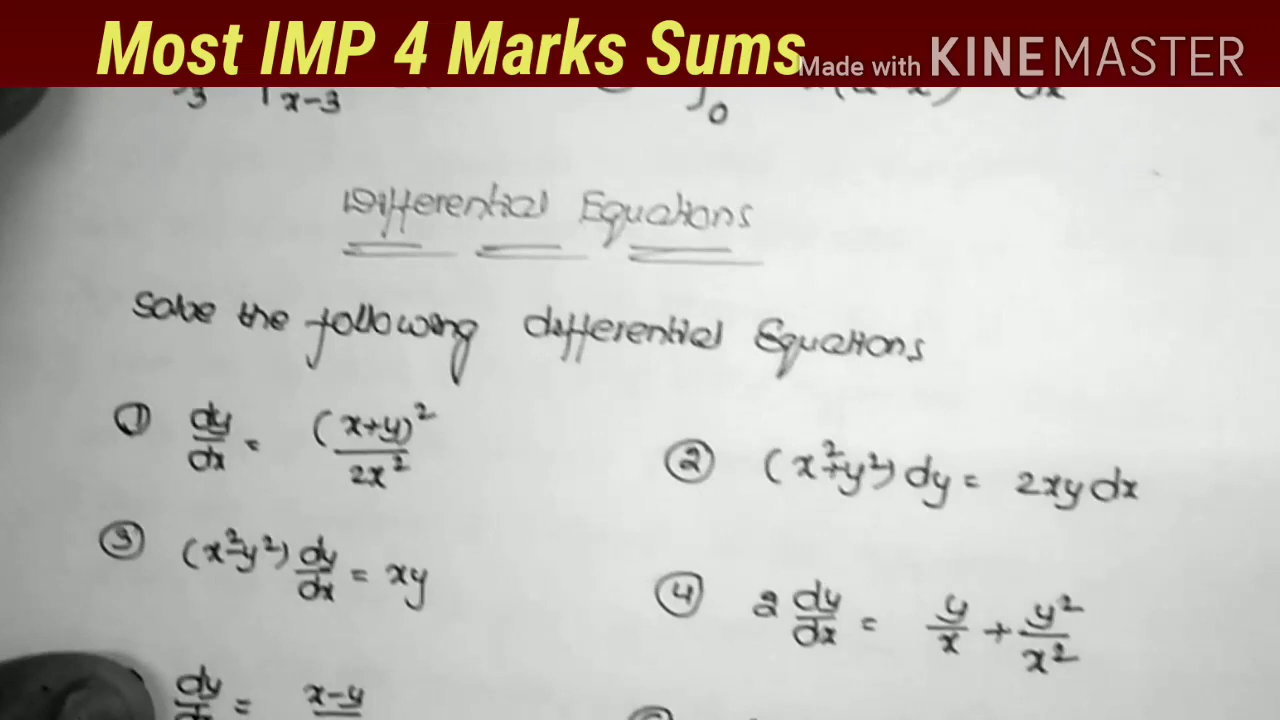 Most IMP 4 Marks Sums
Made with KINEMASTER
x-3
0
Differential Equations
Solve the following differential Equations
① dy/dx = (x+y)²/2x²
② (x²+y²) dy = 2xy dx
③ (x²-y²) dy/dx = xy
④ 2 dy/dx = y/x + y²/x²
dy/dx = x-y